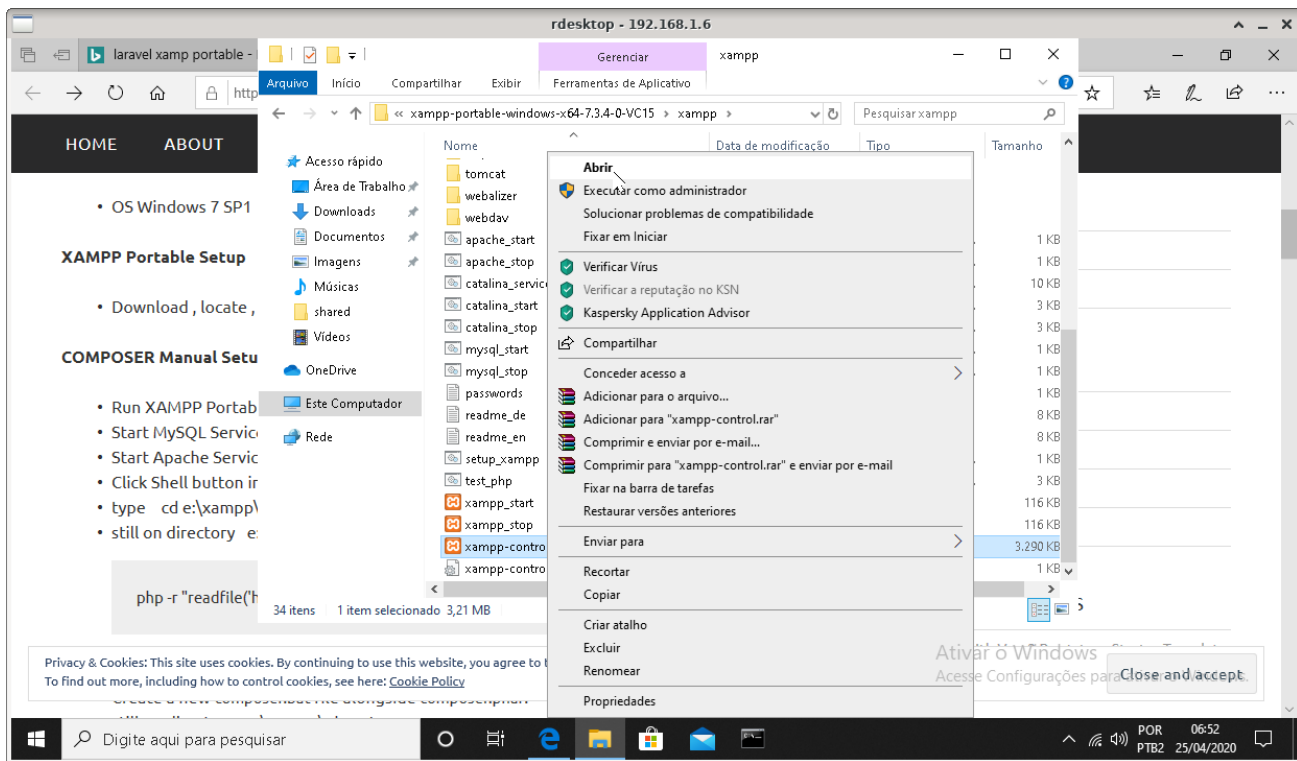 rdesktop - 192.168.1.6
laravel xamp portable -
Gerenciar
xampp
Arquivo
Início
Compartilhar
Exibir
Ferramentas de Aplicativo
http
« xampp-portable-windows-x64-7.3.4-0-VC15 › xampp ›
Pesquisar xampp
HOME
ABOUT
Nome
Data de modificação
Tipo
Tamanho
• OS Windows 7 SP1
XAMPP Portable Setup
• Download , locate ,
COMPOSER Manual Setu
• Run XAMPP Portab
• Start MySQL Servic
• Start Apache Servic
• Click Shell button in
• type cd e:\xampp\
• still on directory e:
php -r "readfile('h
Acesso rápido
Área de Trabalho
Downloads
Documentos
Imagens
Músicas
shared
Vídeos
OneDrive
Este Computador
Rede
tomcat
webalizer
webdav
apache_start
1 KB
apache_stop
1 KB
catalina_servic
10 KB
catalina_start
3 KB
catalina_stop
3 KB
mysql_start
1 KB
mysql_stop
1 KB
passwords
1 KB
readme_de
8 KB
readme_en
8 KB
setup_xampp
1 KB
test_php
3 KB
xampp_start
116 KB
xampp_stop
116 KB
xampp-contro
3.290 KB
xampp-contro
1 KB
34 itens
1 item selecionado 3,21 MB
Abrir
Executar como administrador
Solucionar problemas de compatibilidade
Fixar em Iniciar
Verificar Vírus
Verificar a reputação no KSN
Kaspersky Application Advisor
Compartilhar
Conceder acesso a
Adicionar para o arquivo...
Adicionar para "xampp-control.rar"
Comprimir e enviar por e-mail...
Comprimir para "xampp-control.rar" e enviar por e-mail
Fixar na barra de tarefas
Restaurar versões anteriores
Enviar para
Recortar
Copiar
Criar atalho
Excluir
Renomear
Propriedades
Privacy & Cookies: This site uses cookies. By continuing to use this website, you agree to t
To find out more, including how to control cookies, see here: Cookie Policy
Close and accept
Ativar o Windows
Acesse Configurações para
Digite aqui para pesquisar
POR
PTB2
06:52
25/04/2020